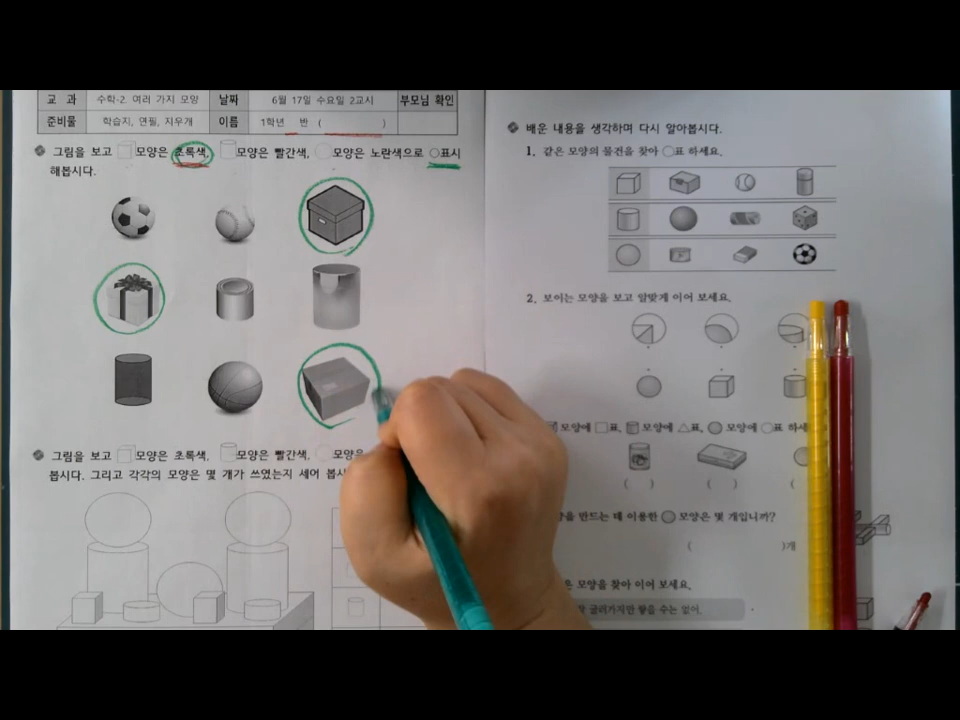 교 과 수학-2. 여러 가지 모양 날짜 6월 17일 수요일 2교시 부모님 확인
준비물 학습지, 연필, 지우개 이름 1학년 반 ( )
그림을 보고 모양은 초록색, 모양은 빨간색, 모양은 노란색으로 ○표시
해봅시다.
그림을 보고 모양은 초록색, 모양은 빨간색, 모양은
봅시다. 그리고 각각의 모양은 몇 개가 쓰였는지 세어 봅시
배운 내용을 생각하며 다시 알아봅시다.
1. 같은 모양의 물건을 찾아 ○표 하세요.
2. 보이는 모양을 보고 알맞게 이어 보세요.
모양에 □표, 모양에 △표, 모양에 ○표 하세
( ) ( ) (
만드는 데 이용한 모양은 몇 개입니까?
( )개
모양을 찾아 이어 보세요.
굴러가지만 쌓을 수는 없어.